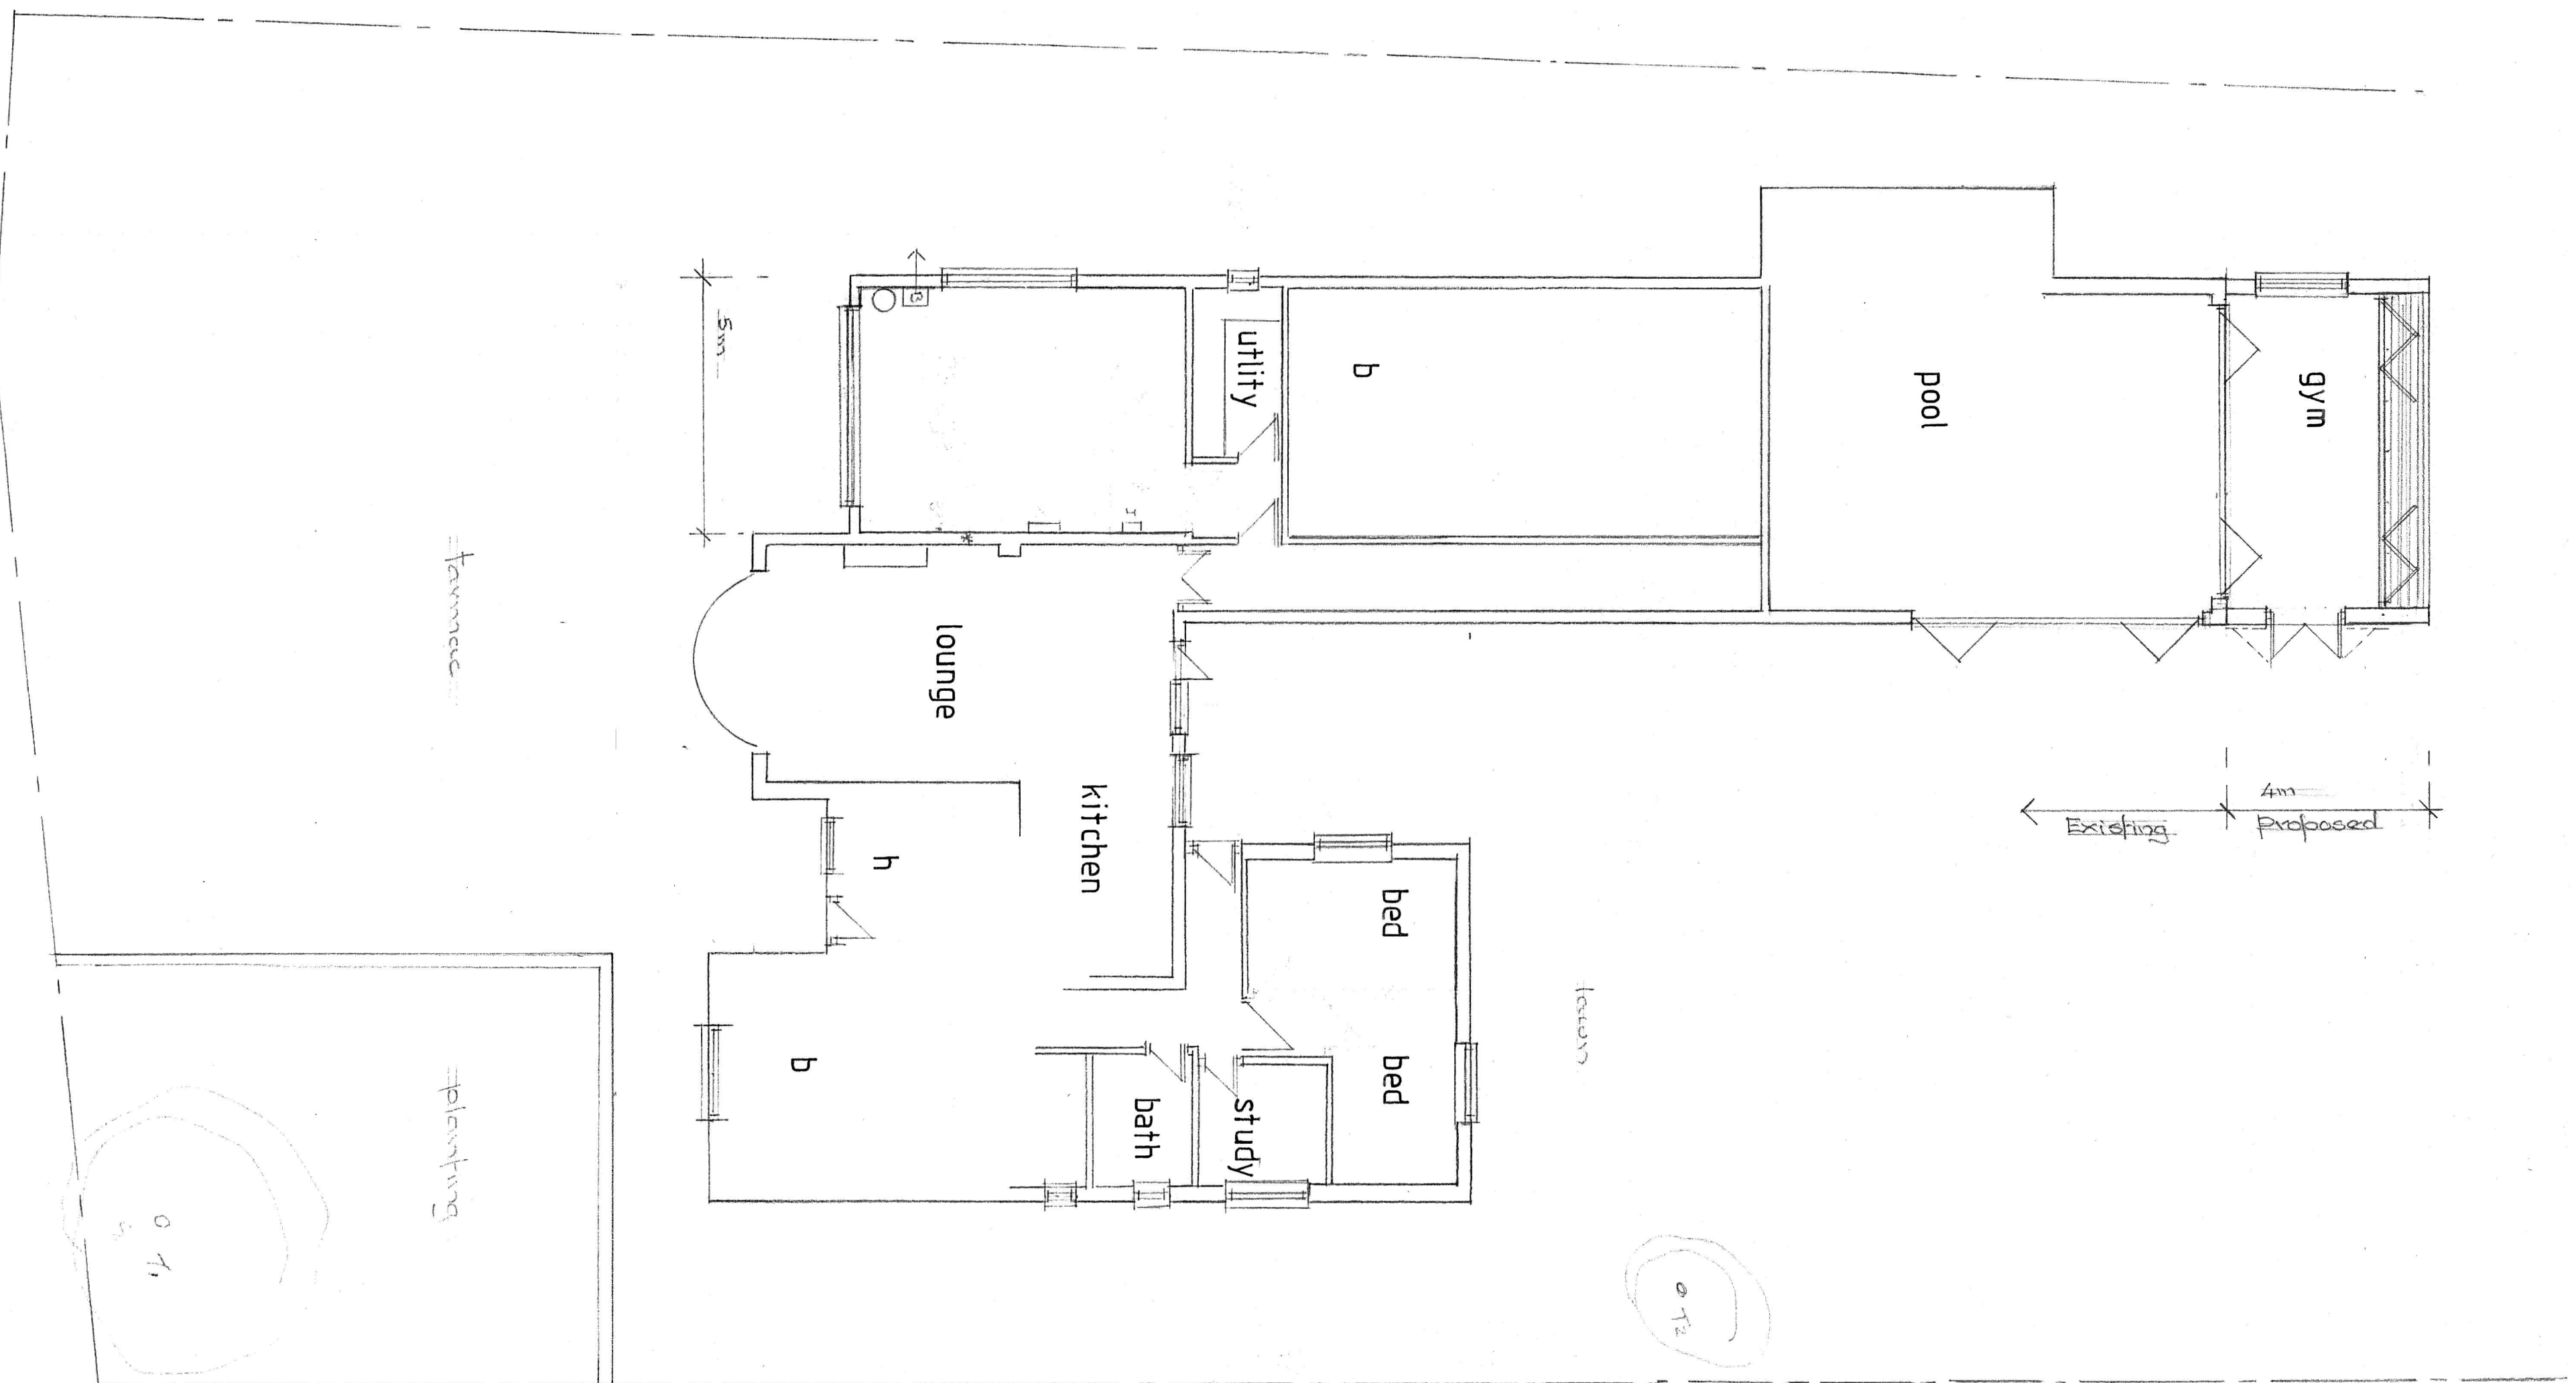 5m
B
utility
b
pool
gym
tarmac
lounge
kitchen
h
4m
Existing
Proposed
bed
bed
lawn
b
bath
study
planting
T1
T2